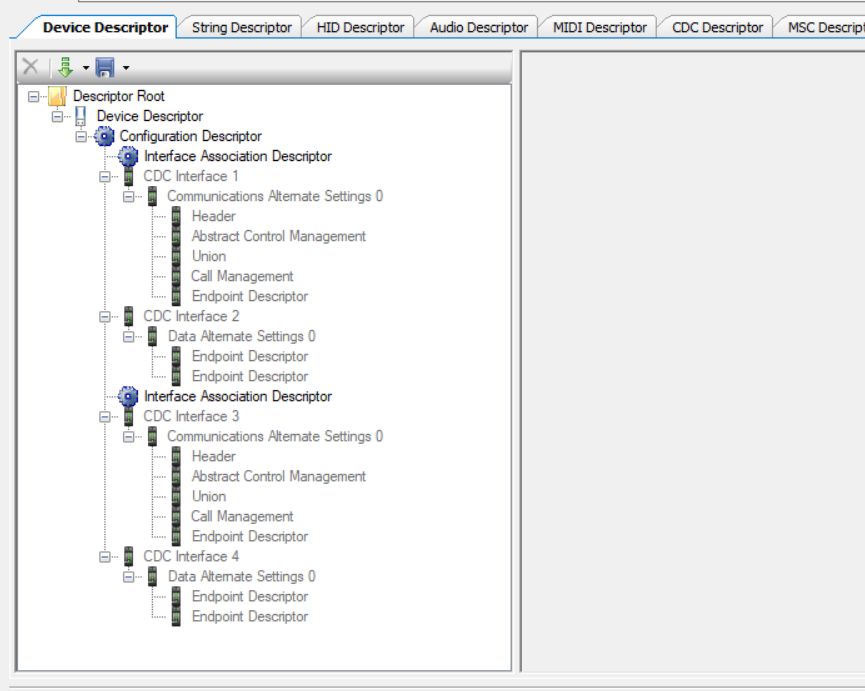 Device Descriptor String Descriptor HID Descriptor Audio Descriptor MIDI Descriptor CDC Descriptor MSC Descript
Descriptor Root
Device Descriptor
Configuration Descriptor
Interface Association Descriptor
CDC Interface 1
Communications Alternate Settings 0
Header
Abstract Control Management
Union
Call Management
Endpoint Descriptor
CDC Interface 2
Data Alternate Settings 0
Endpoint Descriptor
Endpoint Descriptor
Interface Association Descriptor
CDC Interface 3
Communications Alternate Settings 0
Header
Abstract Control Management
Union
Call Management
Endpoint Descriptor
CDC Interface 4
Data Alternate Settings 0
Endpoint Descriptor
Endpoint Descriptor